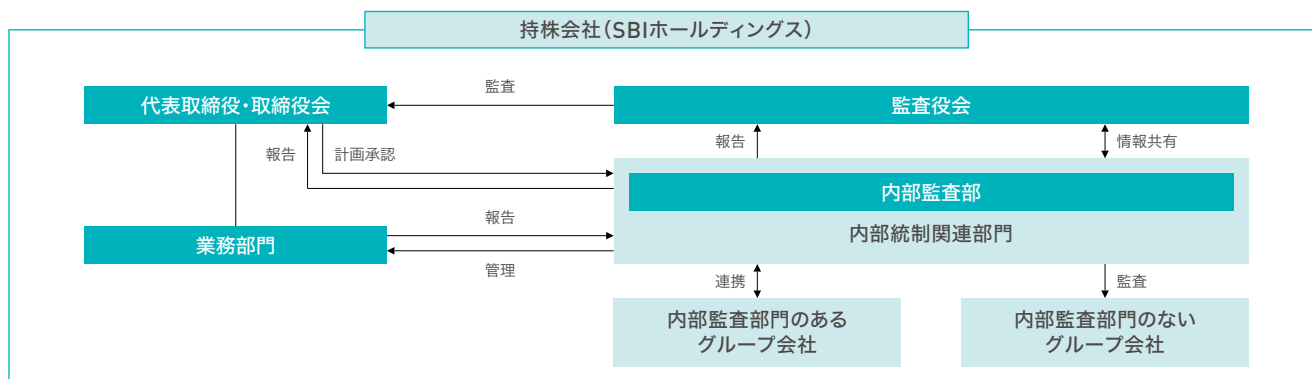 持株会社（SBIホールディングス）
監査
代表取締役・取締役会
監査役会
報告
計画承認
報告
情報共有
内部監査部
報告
業務部門
内部統制関連部門
管理
連携
監査
内部監査部門のある
グループ会社
内部監査部門のない
グループ会社